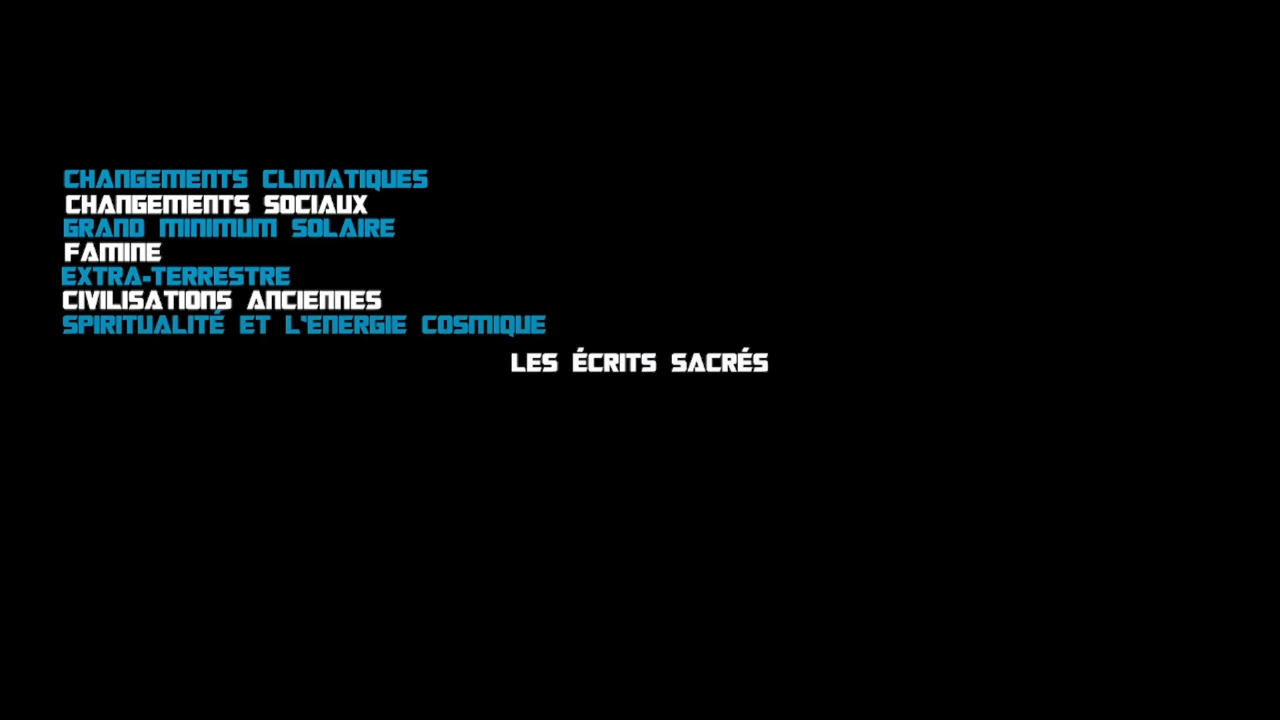 CHANGEMENTS CLIMATIQUES
CHANGEMENTS SOCIAUX
GRAND MINIMUM SOLAIRE
FAMINE
EXTRA-TERRESTRE
CIVILISATIONS ANCIENNES
SPIRITUALITÉ ET L'ENERGIE COSMIQUE
LES ÉCRITS SACRÉS